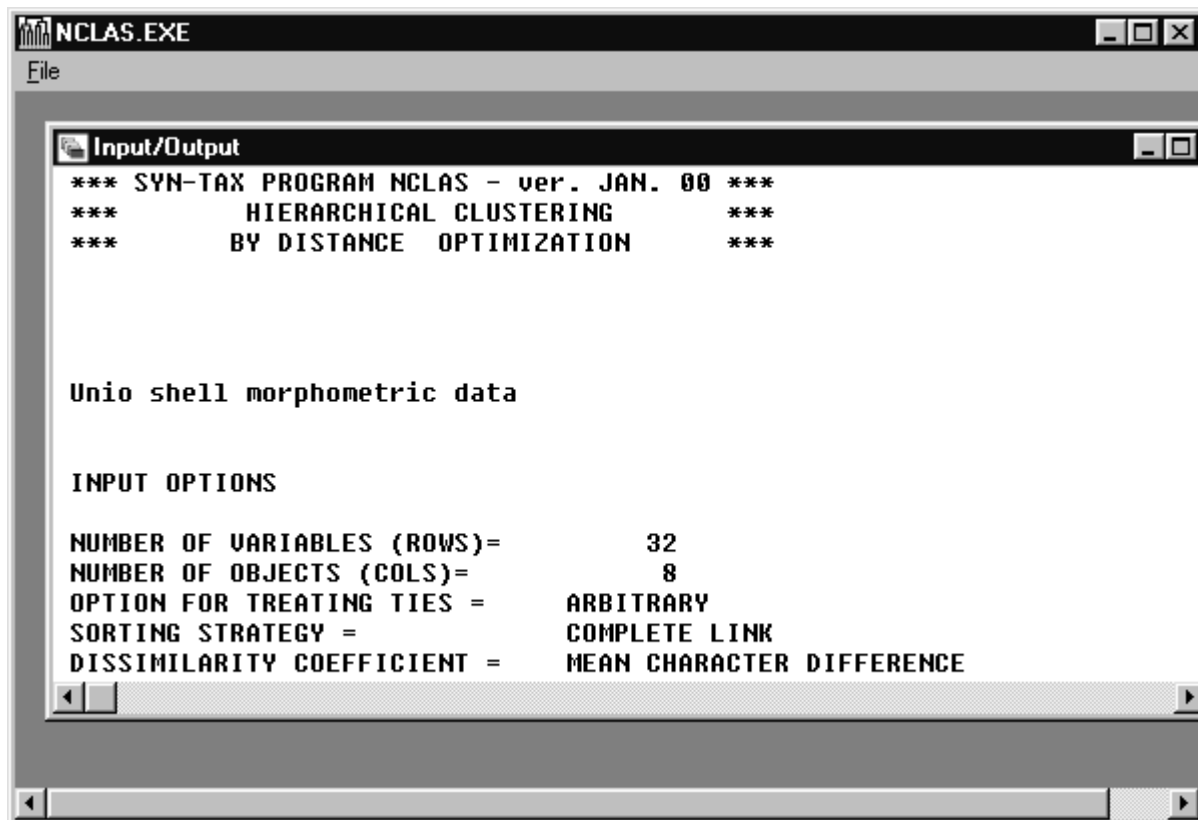 NCLAS.EXE
File
Input/Output
*** SYN-TAX PROGRAM NCLAS - ver. JAN. 00 ***
*** HIERARCHICAL CLUSTERING ***
*** BY DISTANCE OPTIMIZATION ***
Unio shell morphometric data
INPUT OPTIONS
NUMBER OF VARIABLES (ROWS)= 32
NUMBER OF OBJECTS (COLS)= 8
OPTION FOR TREATING TIES = ARBITRARY
SORTING STRATEGY = COMPLETE LINK
DISSIMILARITY COEFFICIENT = MEAN CHARACTER DIFFERENCE